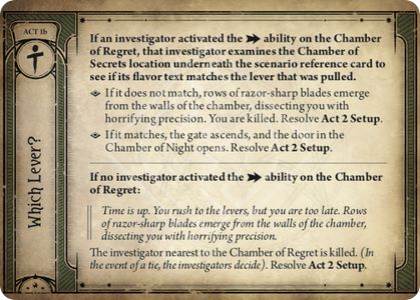 ACT 1b
Which Lever?
If an investigator activated the ability on the Chamber
of Regret, that investigator examines the Chamber of
Secrets location underneath the scenario reference card to
see if its flavor text matches the lever that was pulled.
If it does not match, rows of razor-sharp blades emerge
from the walls of the chamber, dissecting you with
horrifying precision. You are killed. Resolve Act 2 Setup.
If it matches, the gate ascends, and the door in the
Chamber of Night opens. Resolve Act 2 Setup.
If no investigator activated the ability on the Chamber
of Regret:
Time is up. You rush to the levers, but you are too late. Rows
of razor-sharp blades emerge from the walls of the chamber,
dissecting you with horrifying precision.
The investigator nearest to the Chamber of Regret is killed. (In
the event of a tie, the investigators decide). Resolve Act 2 Setup.